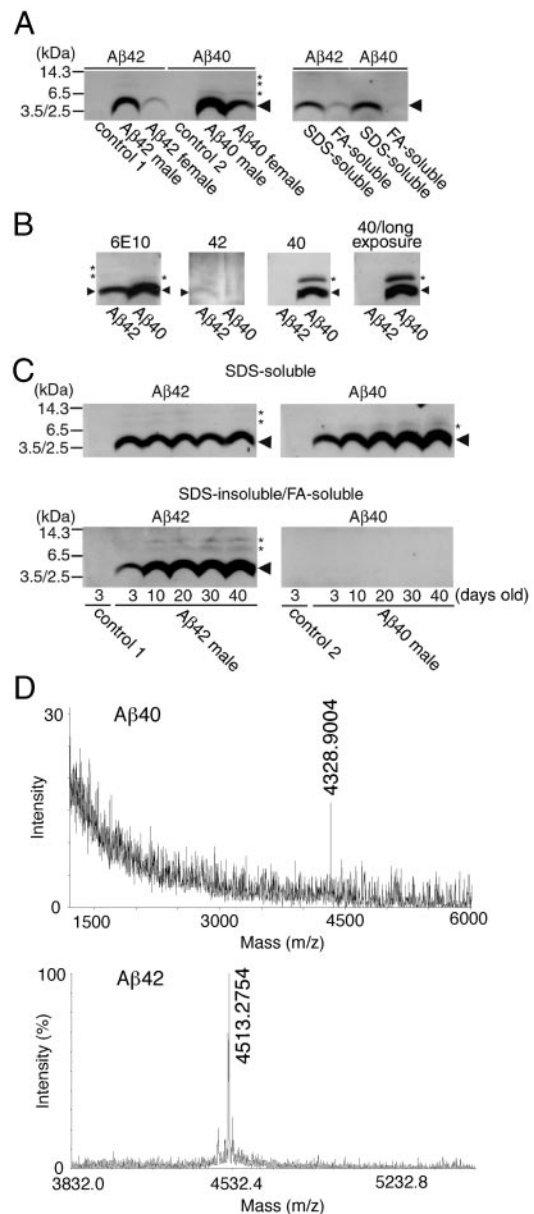 A
(kDa) Aβ42 Aβ40 Aβ42 Aβ40
14.3
6.5
3.5/2.5
*
*
*
control 1 Aβ42 male Aβ42 female control 2 Aβ40 male Aβ40 female SDS-soluble FA-soluble SDS-soluble FA-soluble
B
6E10 42 40 40/long
exposure
* * * *
*
Aβ42 Aβ40 Aβ42 Aβ40 Aβ42 Aβ40 Aβ42 Aβ40
C
SDS-soluble
(kDa) Aβ42 Aβ40
14.3
6.5
3.5/2.5
*
* *
SDS-insoluble/FA-soluble
(kDa) Aβ42 Aβ40
14.3
6.5
3.5/2.5
*
*
3 3 10 20 30 40 3 3 10 20 30 40 (days old)
control 1 Aβ42 male control 2 Aβ40 male
D
Aβ40
30
4328.9004
Intensity
0
1500 3000 4500 6000
Mass (m/z)
Aβ42
100
4513.2754
Intensity (%)
0
3832.0 4532.4 5232.8
Mass (m/z)